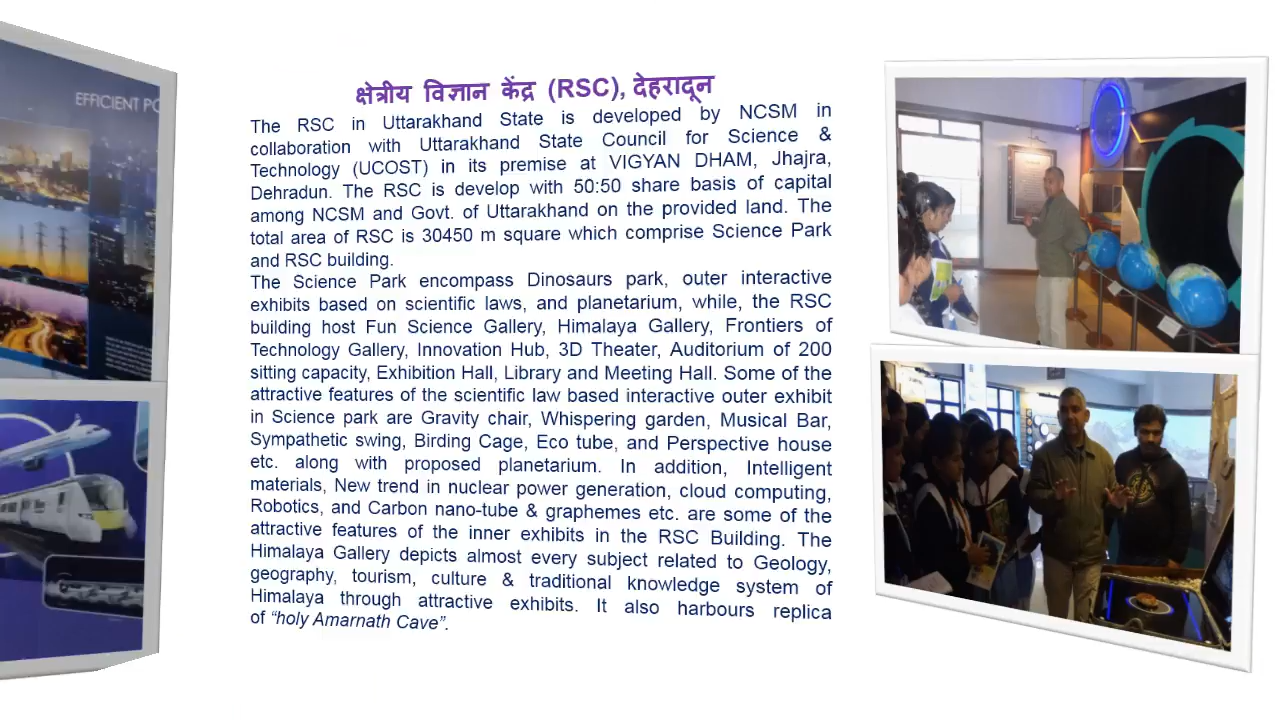 EFFICIENT PO
क्षेत्रीय विज्ञान केंद्र (RSC), देहरादून
The RSC in Uttarakhand State is developed by NCSM in
collaboration with Uttarakhand State Council for Science &
Technology (UCOST) in its premise at VIGYAN DHAM, Jhajra,
Dehradun. The RSC is develop with 50:50 share basis of capital
among NCSM and Govt. of Uttarakhand on the provided land. The
total area of RSC is 30450 m square which comprise Science Park
and RSC building.
The Science Park encompass Dinosaurs park, outer interactive
exhibits based on scientific laws, and planetarium, while, the RSC
building host Fun Science Gallery, Himalaya Gallery, Frontiers of
Technology Gallery, Innovation Hub, 3D Theater, Auditorium of 200
sitting capacity, Exhibition Hall, Library and Meeting Hall. Some of the
attractive features of the scientific law based interactive outer exhibit
in Science park are Gravity chair, Whispering garden, Musical Bar,
Sympathetic swing, Birding Cage, Eco tube, and Perspective house
etc. along with proposed planetarium. In addition, Intelligent
materials, New trend in nuclear power generation, cloud computing,
Robotics, and Carbon nano-tube & graphemes etc. are some of the
attractive features of the inner exhibits in the RSC Building. The
Himalaya Gallery depicts almost every subject related to Geology,
geography, tourism, culture & traditional knowledge system of
Himalaya through attractive exhibits. It also harbours replica
of “holy Amarnath Cave”.